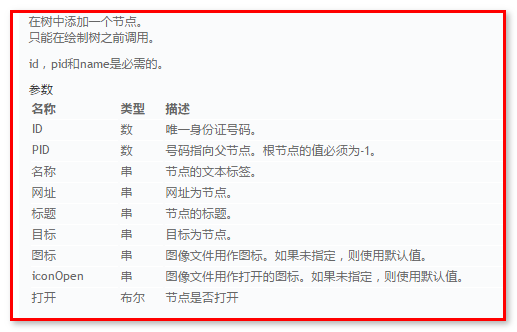 在树中添加一个节点。
只能在绘制树之前调用。
id，pid和name是必需的。
参数
名称 类型 描述
ID 数 唯一身份证号码。
PID 数 号码指向父节点。根节点的值必须为-1。
名称 串 节点的文本标签。
网址 串 网址为节点。
标题 串 节点的标题。
目标 串 目标为节点。
图标 串 图像文件用作图标。如果未指定，则使用默认值。
iconOpen 串 图像文件用作打开的图标。如果未指定，则使用默认值。
打开 布尔 节点是否打开